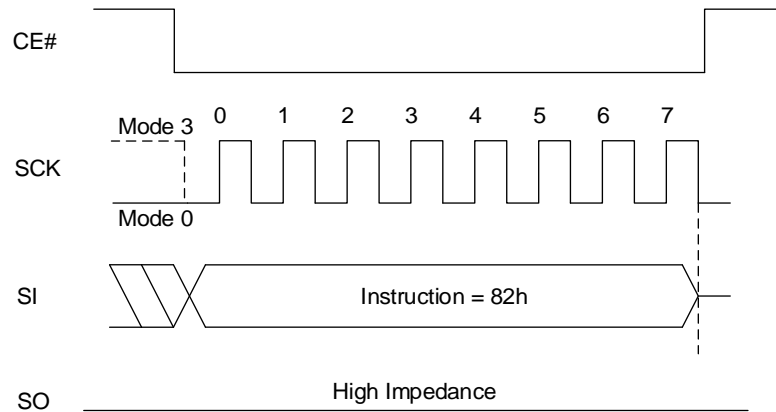 CE#
Mode 3 0 1 2 3 4 5 6 7
SCK
Mode 0
SI Instruction = 82h
SO High Impedance